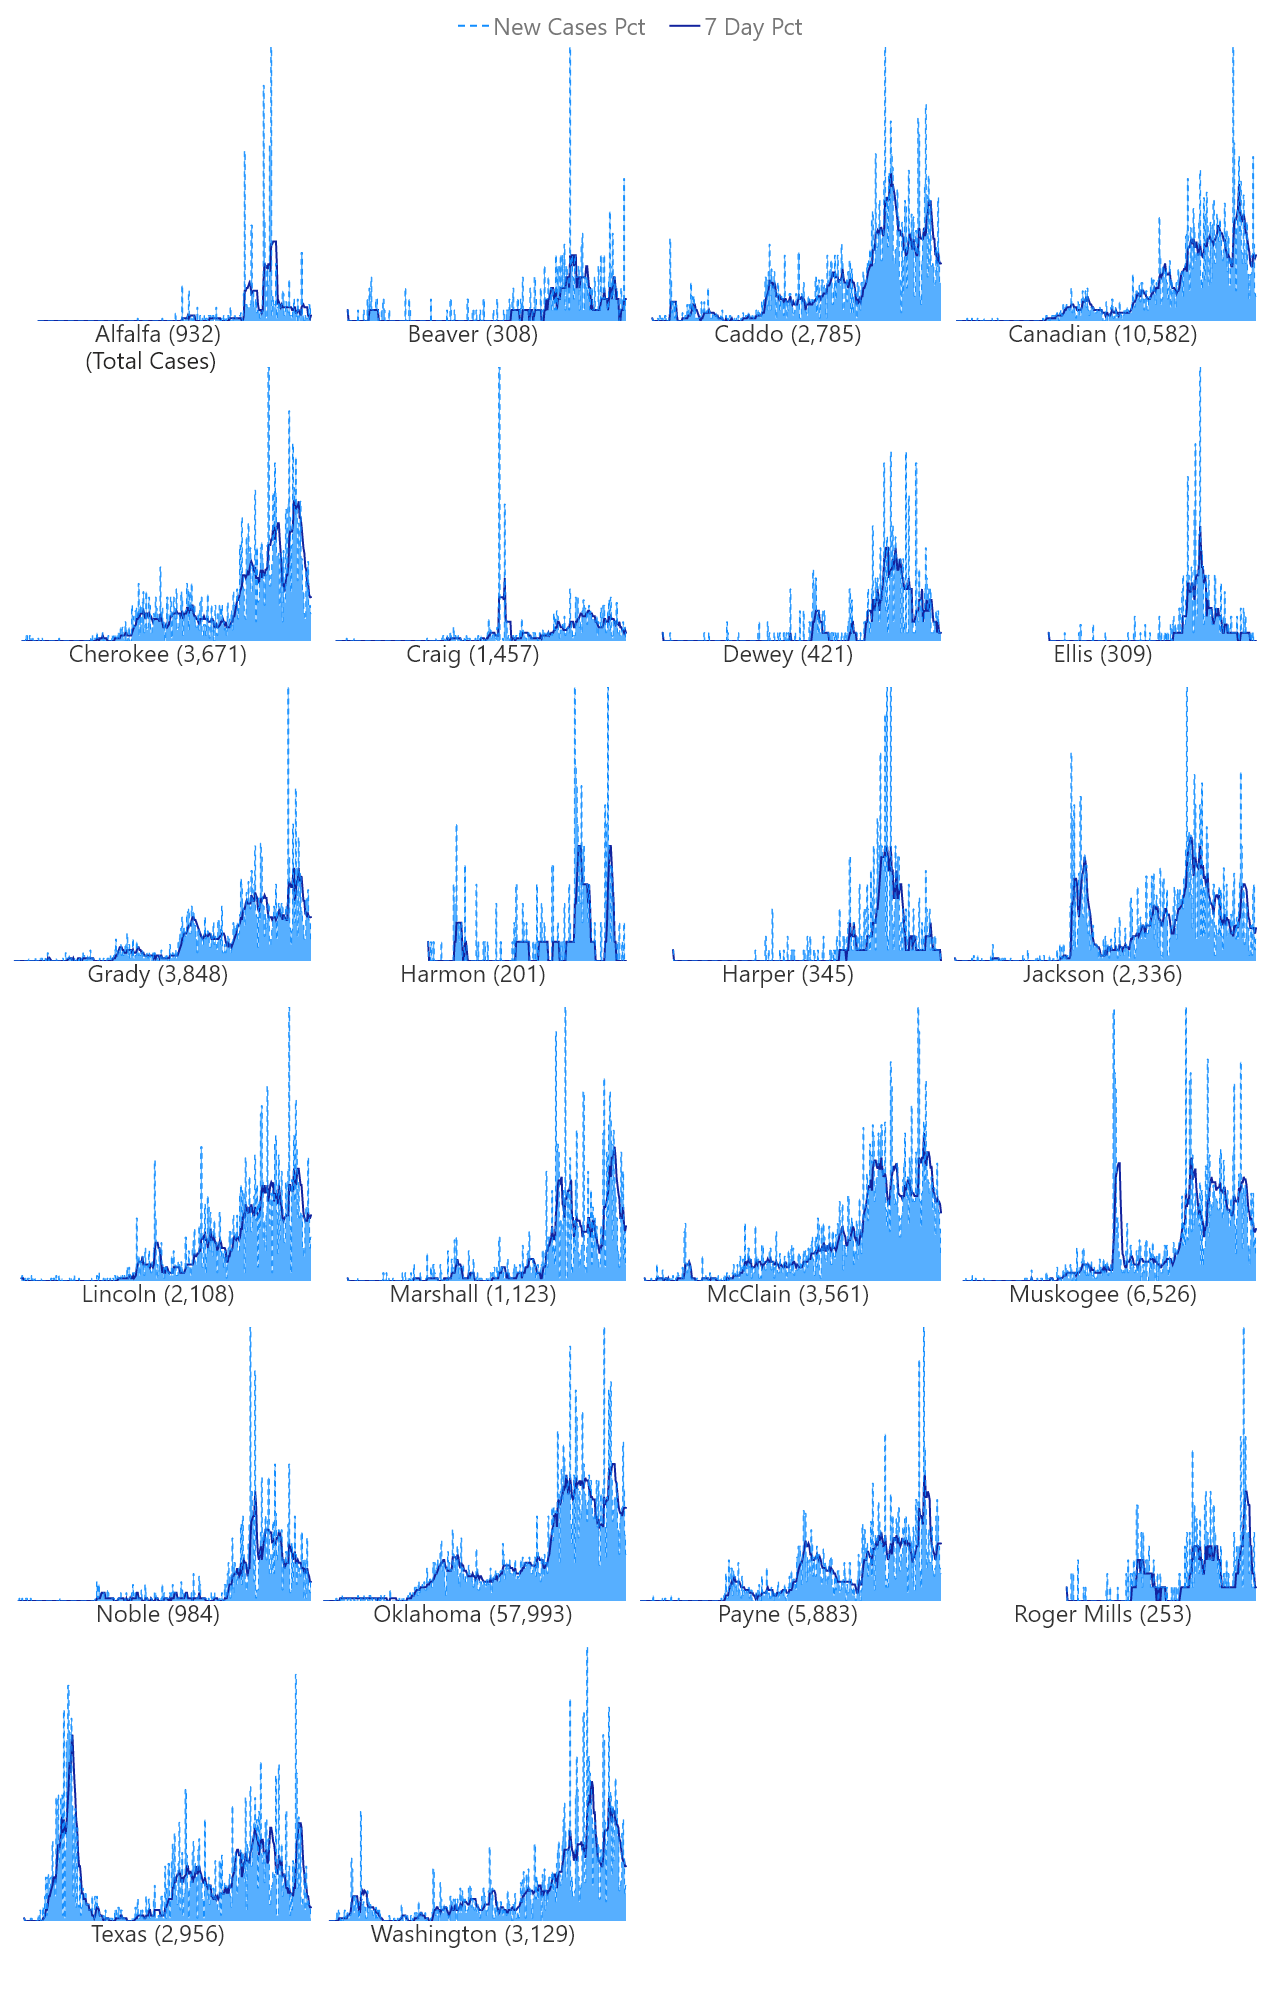 New Cases Pct 7 Day Pct
Alfalfa (932) Beaver (308) Caddo (2,785) Canadian (10,582)
(Total Cases)
Cherokee (3,671) Craig (1,457) Dewey (421) Ellis (309)
Grady (3,848) Harmon (201) Harper (345) Jackson (2,336)
Lincoln (2,108) Marshall (1,123) McClain (3,561) Muskogee (6,526)
Noble (984) Oklahoma (57,993) Payne (5,883) Roger Mills (253)
Texas (2,956) Washington (3,129)